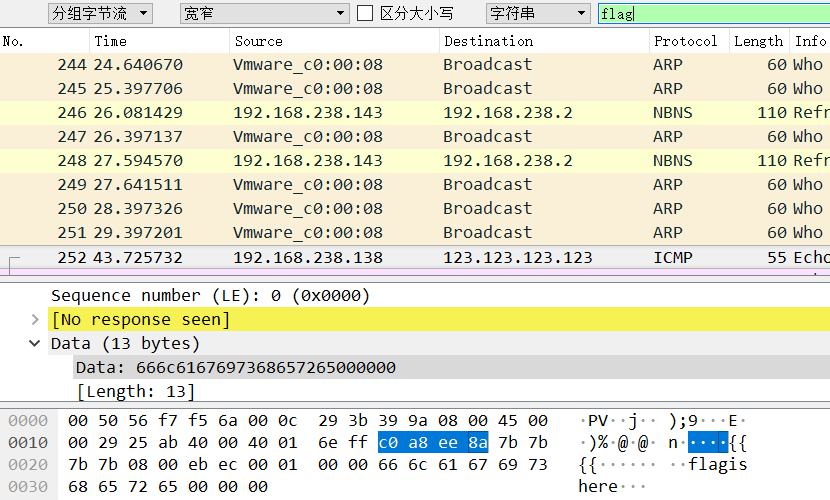 分组字节流 宽窄 区分大小写 字符串 flag
No. Time Source Destination Protocol Length Info
244 24.640670 Vmware_c0:00:08 Broadcast ARP 60 Who
245 25.397706 Vmware_c0:00:08 Broadcast ARP 60 Who
246 26.081429 192.168.238.143 192.168.238.2 NBNS 110 Refr
247 26.397137 Vmware_c0:00:08 Broadcast ARP 60 Who
248 27.594570 192.168.238.143 192.168.238.2 NBNS 110 Refr
249 27.641511 Vmware_c0:00:08 Broadcast ARP 60 Who
250 28.397326 Vmware_c0:00:08 Broadcast ARP 60 Who
251 29.397201 Vmware_c0:00:08 Broadcast ARP 60 Who
252 43.725732 192.168.238.138 123.123.123.123 ICMP 55 Echo
Sequence number (LE): 0 (0x0000)
[No response seen]
Data (13 bytes)
Data: 666c6167697368657265000000
[Length: 13]
0000 00 50 56 f7 f5 6a 00 0c 29 3b 39 9a 08 00 45 00 ·PV··j·· );9···E·
0010 00 29 25 ab 40 00 40 01 6e ff c0 a8 ee 8a 7b 7b ·)%·@·@· n·····{{
0020 7b 7b 08 00 eb ec 00 01 00 00 66 6c 61 67 69 73 {{······ ··flagis
0030 68 65 72 65 00 00 00 here···